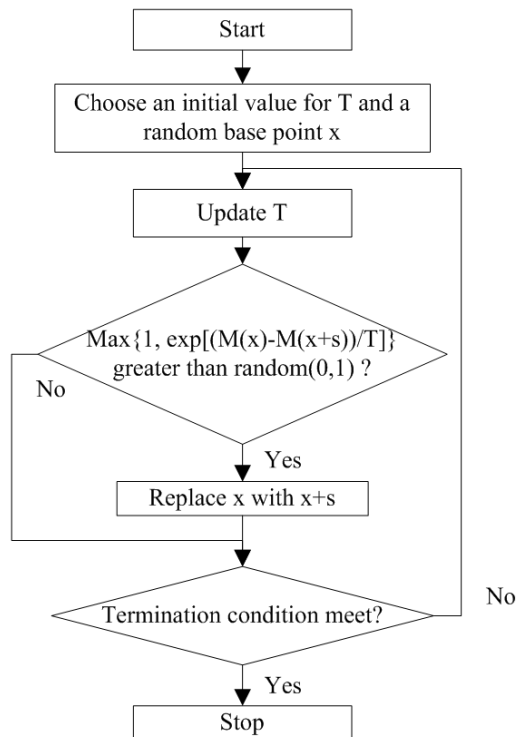 Start
Choose an initial value for T and a
random base point x
Update T
Max{1, exp[(M(x)-M(x+s))/T]}
greater than random(0,1) ?
No
Yes
Replace x with x+s
Termination condition meet?
No
Yes
Stop